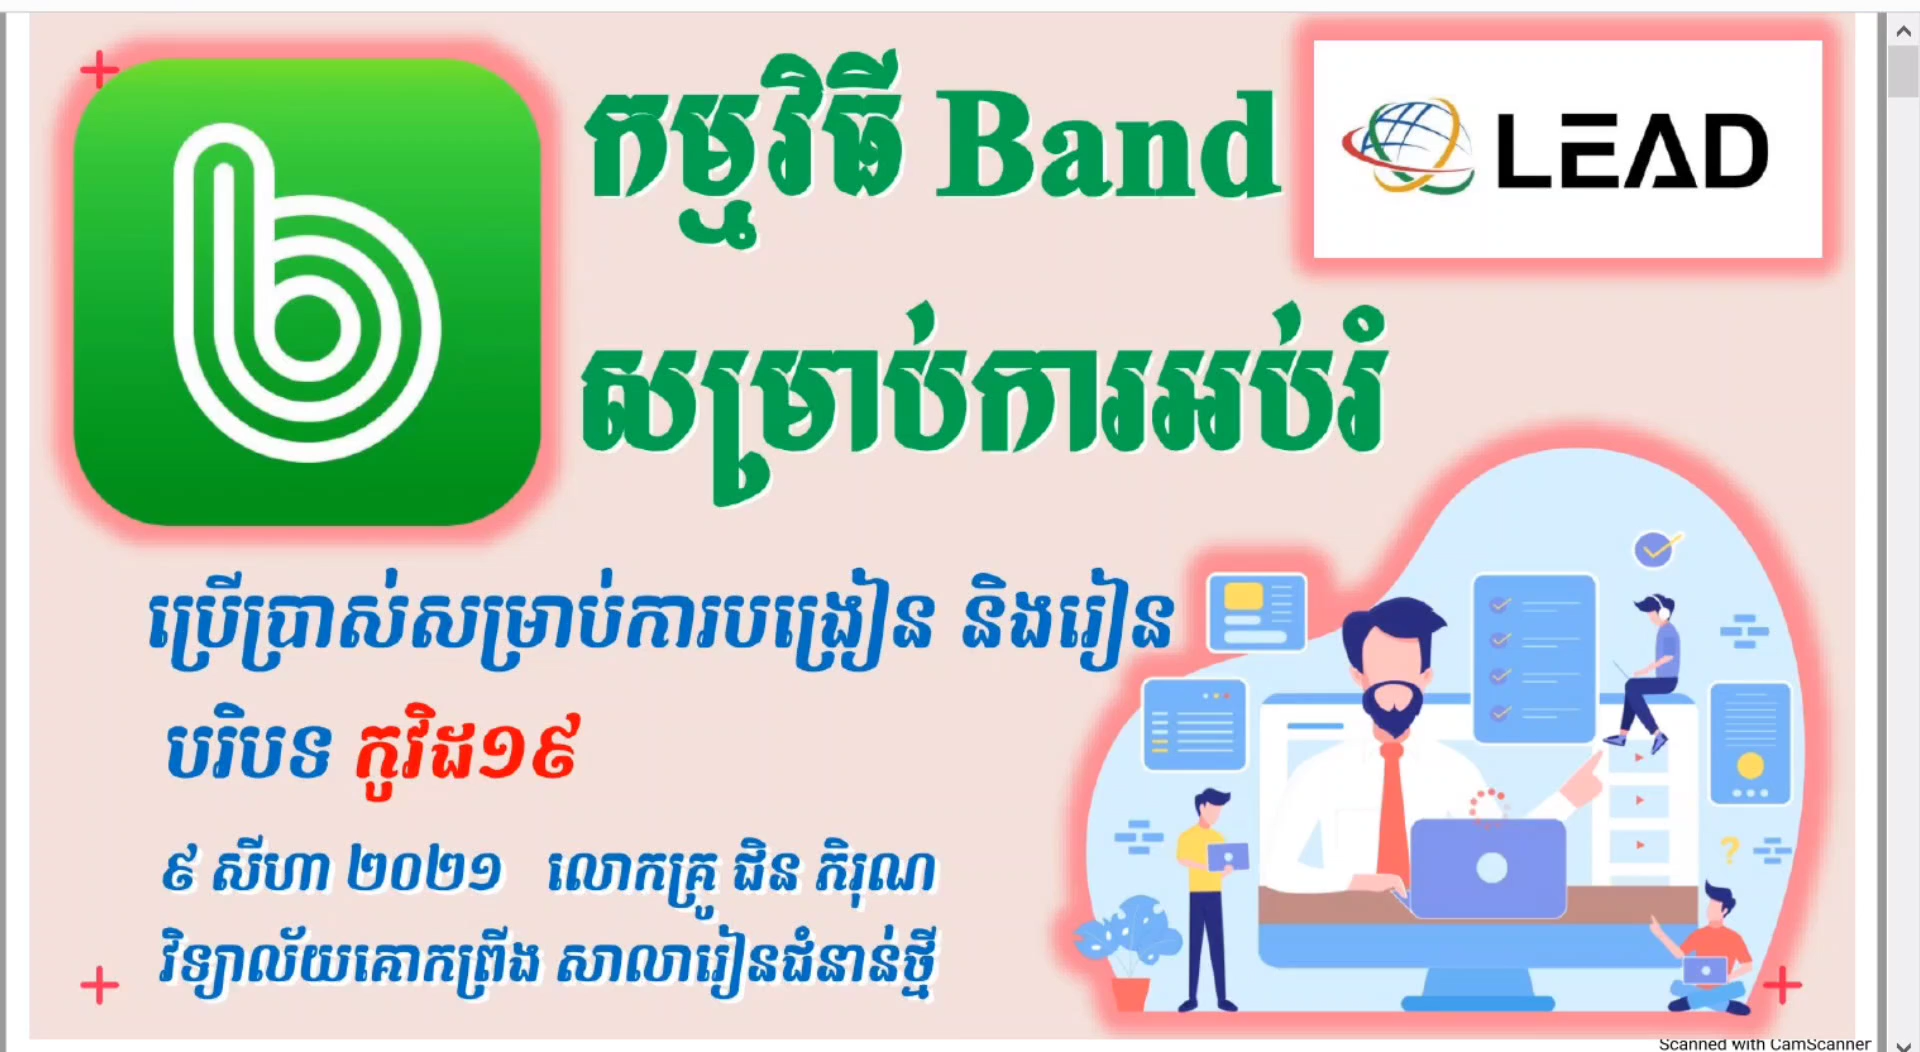 កម្មវិធី Band
LEAD
សម្រាប់ការអប់រំ
ប្រើប្រាស់សម្រាប់ការបង្រៀន និងរៀន
បរិបទ កូវិដ១៩
៩ សីហា ២០២១ លោកគ្រូ ជិន ភិរុណ
វិទ្យាល័យគោកព្រីង សាលារៀនជំនាន់ថ្មី
Scanned with CamScanner